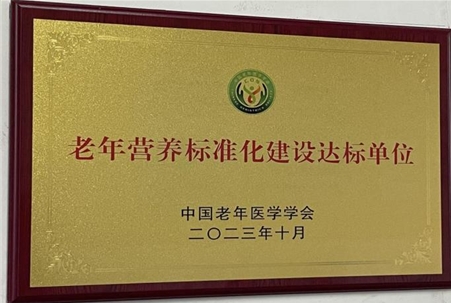 老年营养标准化建设达标单位
中国老年医学学会
二〇二三年十月